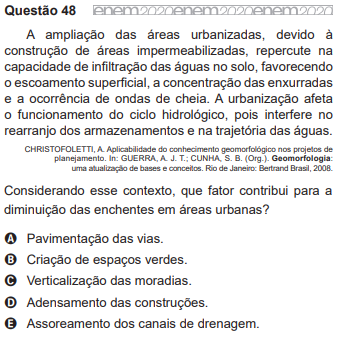 Questão 48 enem2020enem2020enem2020
A ampliação das áreas urbanizadas, devido à
construção de áreas impermeabilizadas, repercute na
capacidade de infiltração das águas no solo, favorecendo
o escoamento superficial, a concentração das enxurradas
e a ocorrência de ondas de cheia. A urbanização afeta
o funcionamento do ciclo hidrológico, pois interfere no
rearranjo dos armazenamentos e na trajetória das águas.
CHRISTOFOLETTI, A. Aplicabilidade do conhecimento geomorfológico nos projetos de
planejamento. In: GUERRA, A. J. T.; CUNHA, S. B. (Org.). Geomorfologia:
uma atualização de bases e conceitos. Rio de Janeiro: Bertrand Brasil, 2008.
Considerando esse contexto, que fator contribui para a
diminuição das enchentes em áreas urbanas?
A Pavimentação das vias.
B Criação de espaços verdes.
C Verticalização das moradias.
D Adensamento das construções.
E Assoreamento dos canais de drenagem.